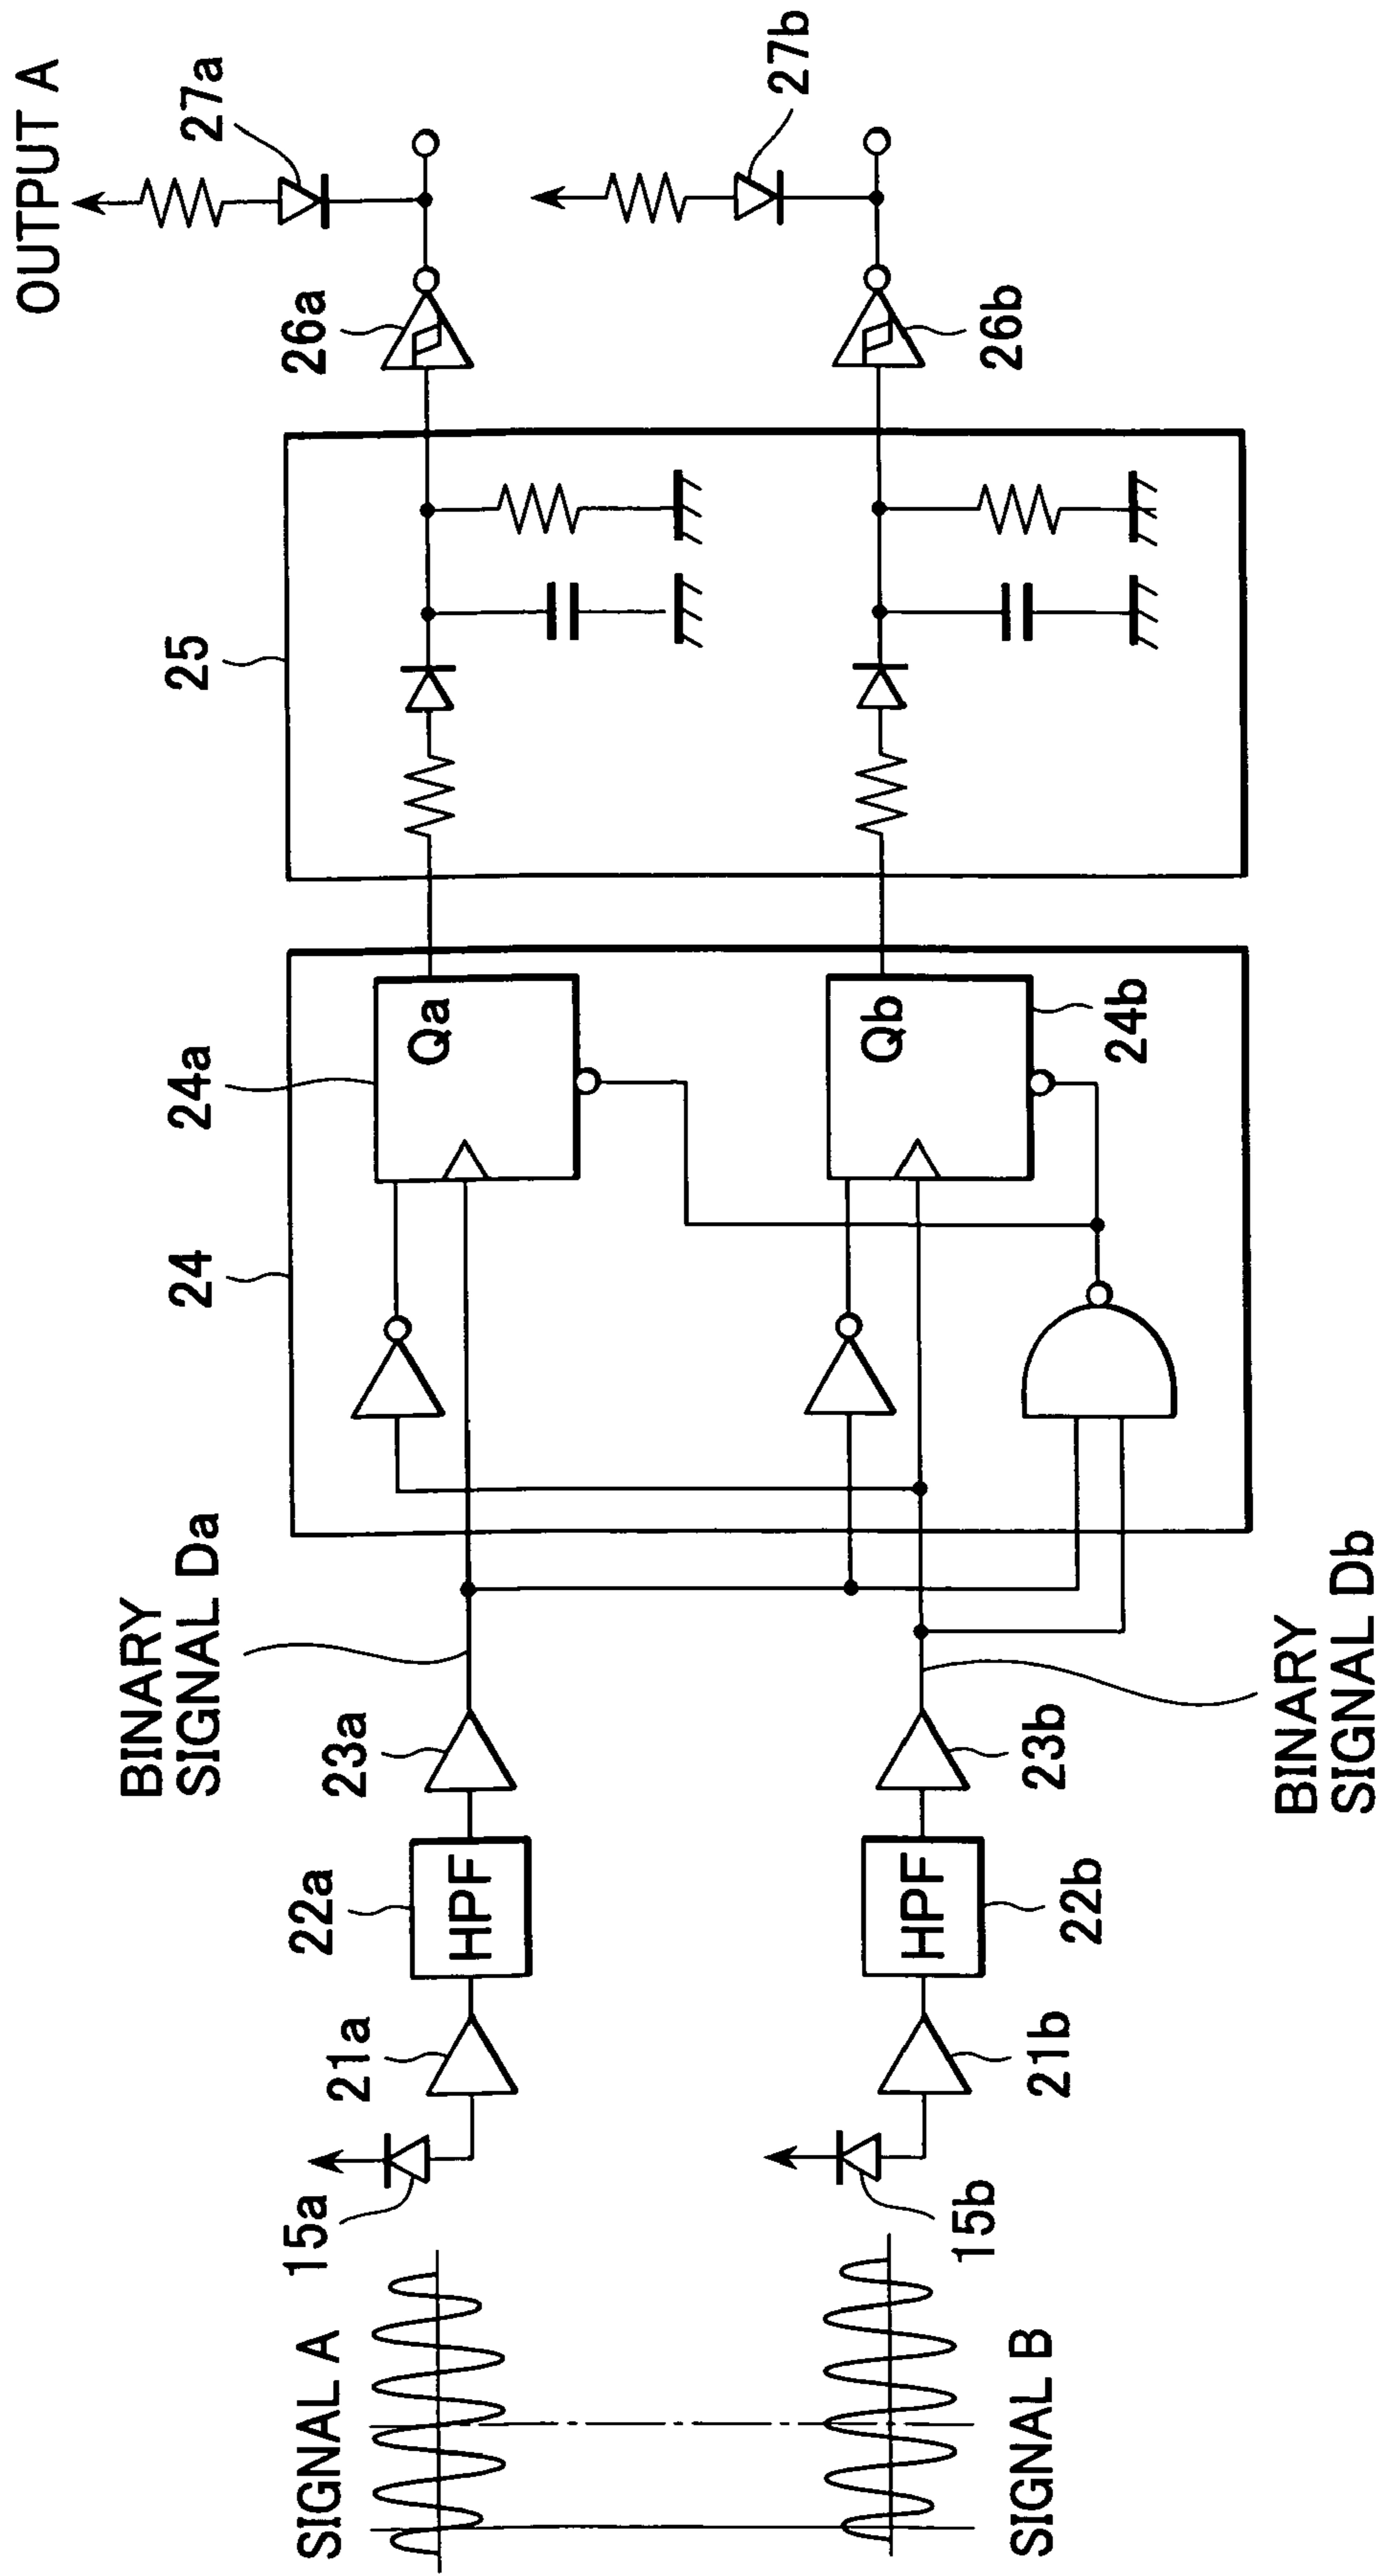 SIGNAL A
15a
21a
22a
HPF
23a
BINARY
SIGNAL Da
24
24a
Qa
25
26a
27a
OUTPUT A
SIGNAL B
15b
21b
22b
HPF
23b
BINARY
SIGNAL Db
24b
Qb
26b
27b